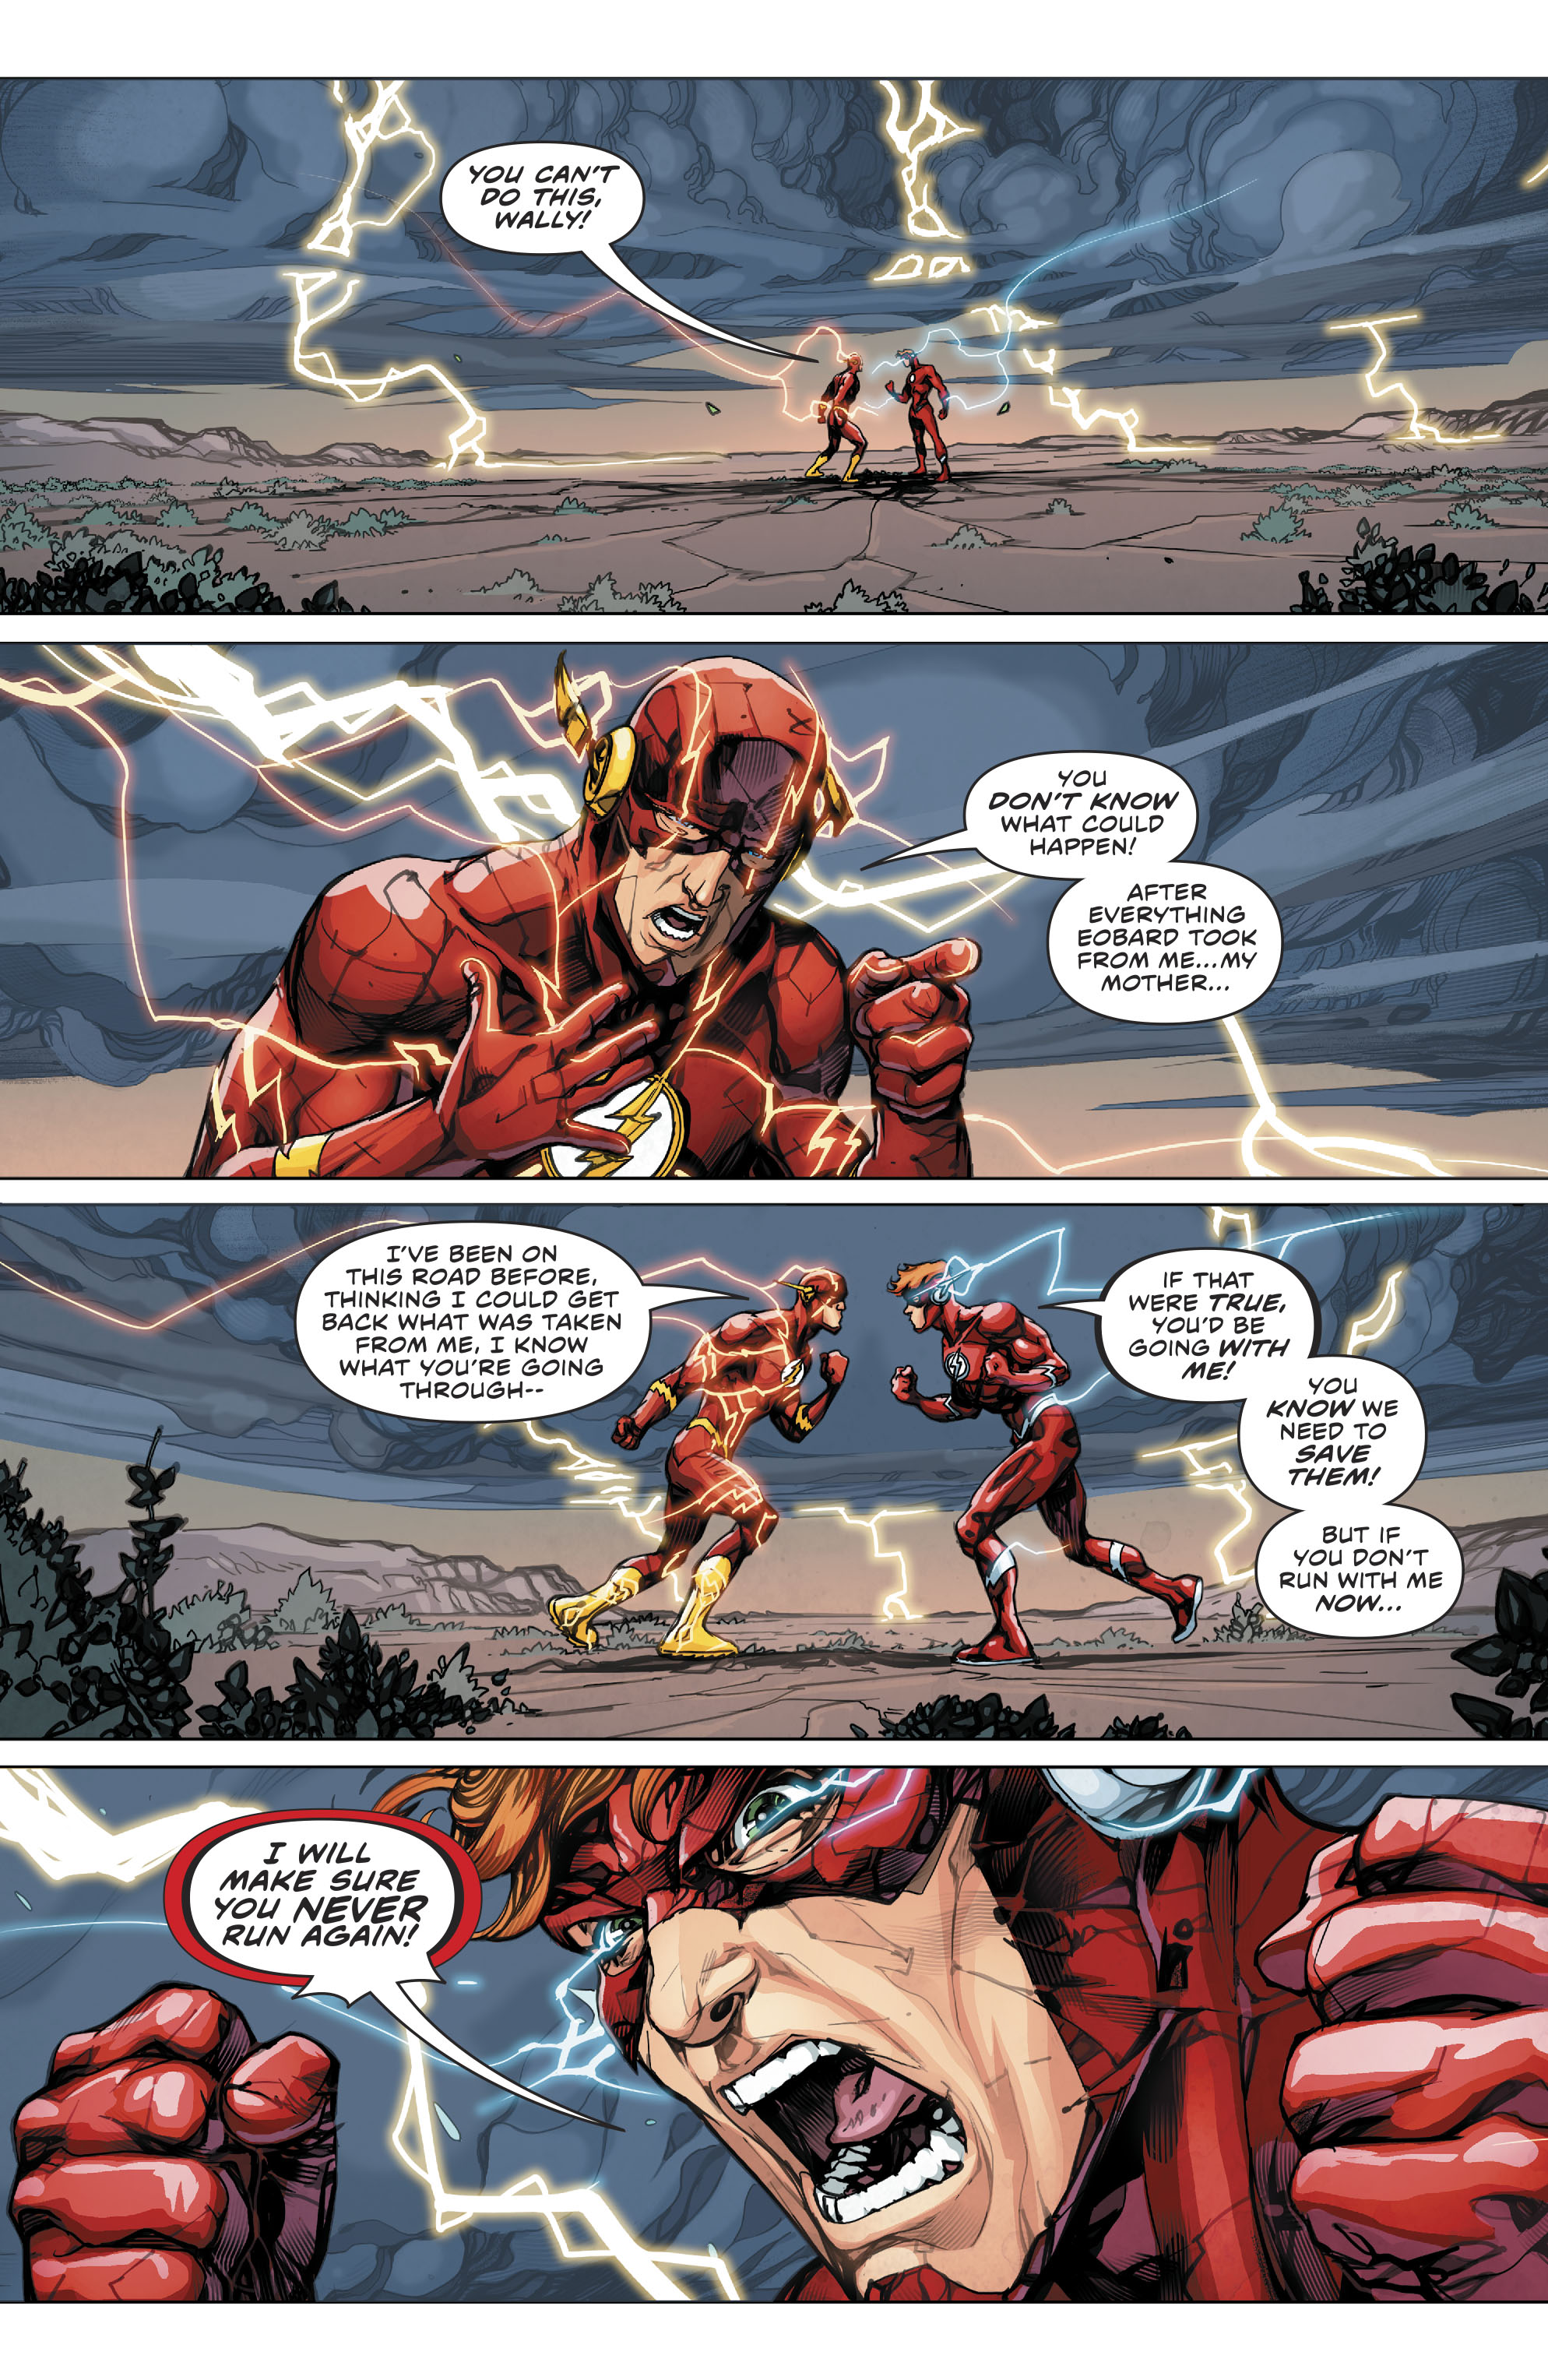 YOU CAN'T
DO THIS,
WALLY!
YOU
DON'T KNOW
WHAT COULD
HAPPEN!
AFTER
EVERYTHING
EOBARD TOOK
FROM ME...MY
MOTHER...
I'VE BEEN ON
THIS ROAD BEFORE,
THINKING I COULD GET
BACK WHAT WAS TAKEN
FROM ME, I KNOW
WHAT YOU'RE GOING
THROUGH--
IF THAT
WERE TRUE,
YOU'D BE
GOING WITH
ME!
YOU
KNOW WE
NEED TO
SAVE
THEM!
BUT IF
YOU DON'T
RUN WITH ME
NOW...
I WILL
MAKE SURE
YOU NEVER
RUN AGAIN!